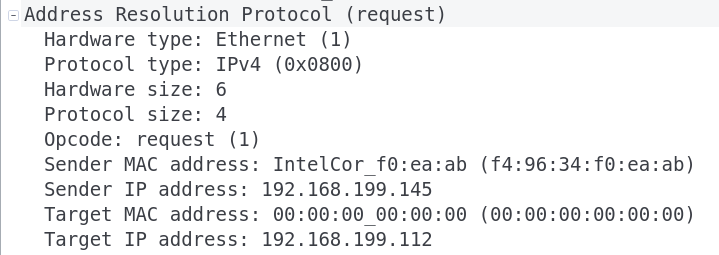 Address Resolution Protocol (request)
Hardware type: Ethernet (1)
Protocol type: IPv4 (0x0800)
Hardware size: 6
Protocol size: 4
Opcode: request (1)
Sender MAC address: IntelCor_f0:ea:ab (f4:96:34:f0:ea:ab)
Sender IP address: 192.168.199.145
Target MAC address: 00:00:00_00:00:00 (00:00:00:00:00:00)
Target IP address: 192.168.199.112